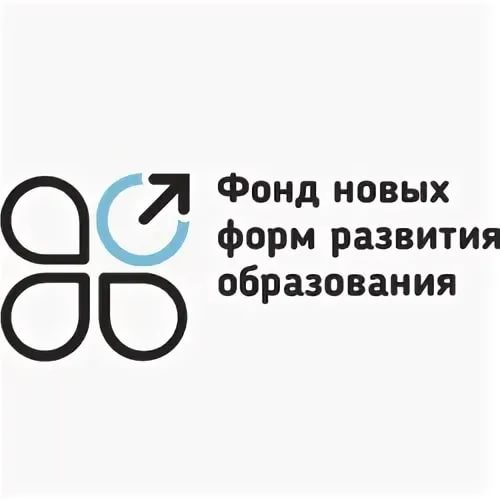 Фонд новых
форм развития
образования